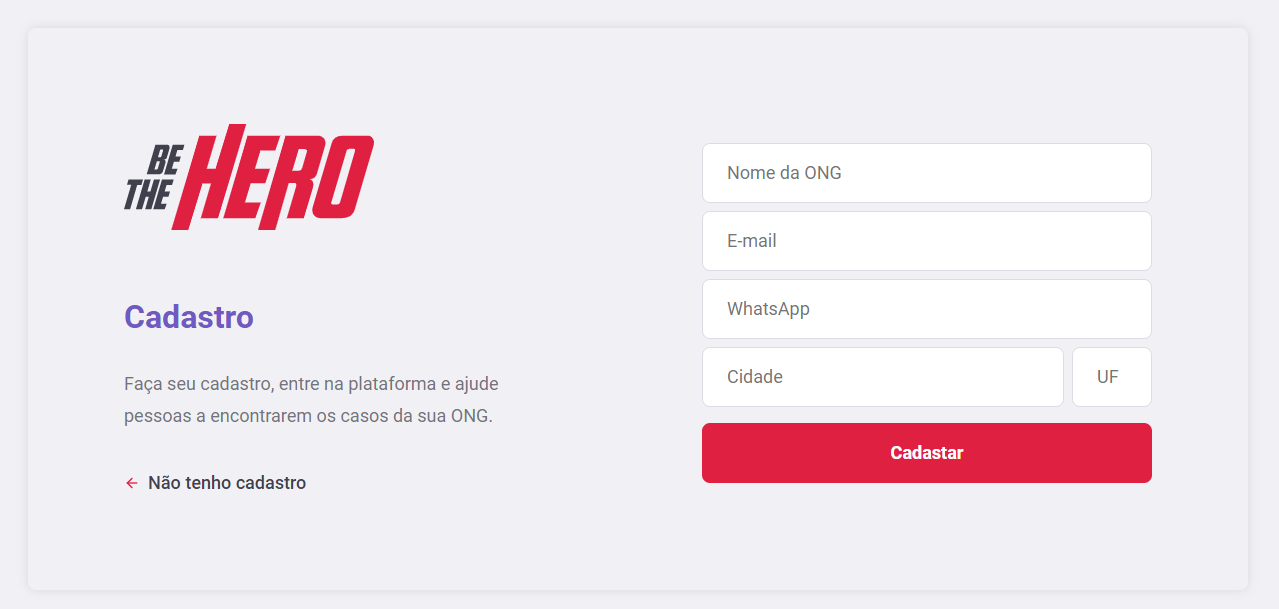 BE
THE
HERO
Cadastro
Faça seu cadastro, entre na plataforma e ajude
pessoas a encontrarem os casos da sua ONG.
Não tenho cadastro
Nome da ONG
E-mail
WhatsApp
Cidade
UF
Cadastar